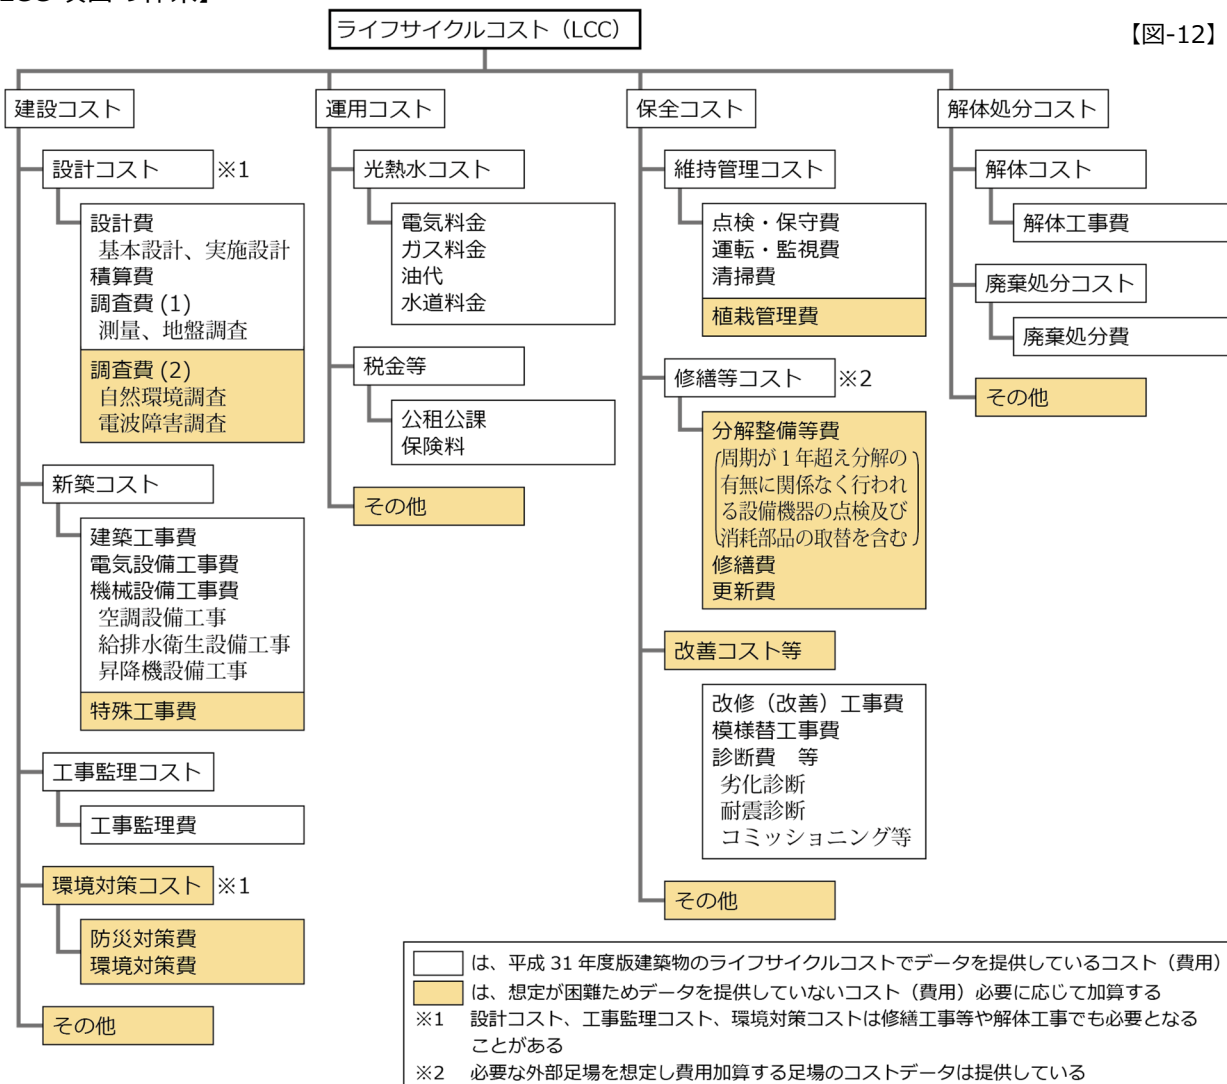 ライフサイクルコスト（LCC）
【図-12】
建設コスト
設計コスト
※1
設計費
基本設計、実施設計
積算費
調査費 (1)
測量、地盤調査
調査費 (2)
自然環境調査
電波障害調査
新築コスト
建築工事費
電気設備工事費
機械設備工事費
空調設備工事
給排水衛生設備工事
昇降機設備工事
特殊工事費
工事監理コスト
工事監理費
環境対策コスト
※1
防災対策費
環境対策費
その他
運用コスト
光熱水コスト
電気料金
ガス料金
油代
水道料金
税金等
公租公課
保険料
その他
保全コスト
維持管理コスト
点検・保守費
運転・監視費
清掃費
植栽管理費
修繕等コスト
※2
分解整備等費
周期が１年超え分解の
有無に関係なく行われ
る設備機器の点検及び
消耗部品の取替を含む
修繕費
更新費
改善コスト等
改修（改善）工事費
模様替工事費
診断費　等
劣化診断
耐震診断
コミッショニング等
その他
解体処分コスト
解体コスト
解体工事費
廃棄処分コスト
廃棄処分費
その他
は、平成 31 年度版建築物のライフサイクルコストでデータを提供しているコスト（費用）
は、想定が困難ためデータを提供していないコスト（費用）必要に応じて加算する
※1　設計コスト、工事監理コスト、環境対策コストは修繕工事等や解体工事でも必要となる
ことがある
※2　必要な外部足場を想定し費用加算する足場のコストデータは提供している